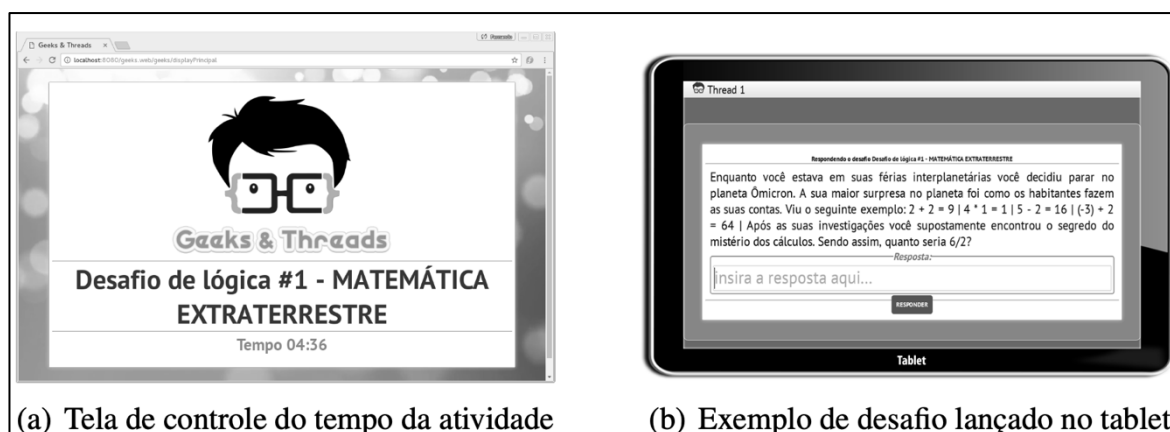 Geeks & Threads
localhost:8080/geeks.web/geeks/displayPrincipal
Geeks & Threads
Desafio de lógica #1 - MATEMÁTICA
EXTRATERRESTRE
Tempo 04:36
(a) Tela de controle do tempo da atividade
Thread 1
Respondendo o desafio Desafio de lógica #1 - MATEMÁTICA EXTRATERRESTRE
Enquanto você estava em suas férias interplanetárias você decidiu parar no
planeta Ômicron. A sua maior surpresa no planeta foi como os habitantes fazem
as suas contas. Viu o seguinte exemplo: 2 + 2 = 9 | 4 * 1 = 1 | 5 - 2 = 16 | (-3) + 2
= 64 | Após as suas investigações você supostamente encontrou o segredo do
mistério dos cálculos. Sendo assim, quanto seria 6/2?
Resposta:
insira a resposta aqui...
RESPONDER
Tablet
(b) Exemplo de desafio lançado no tablet